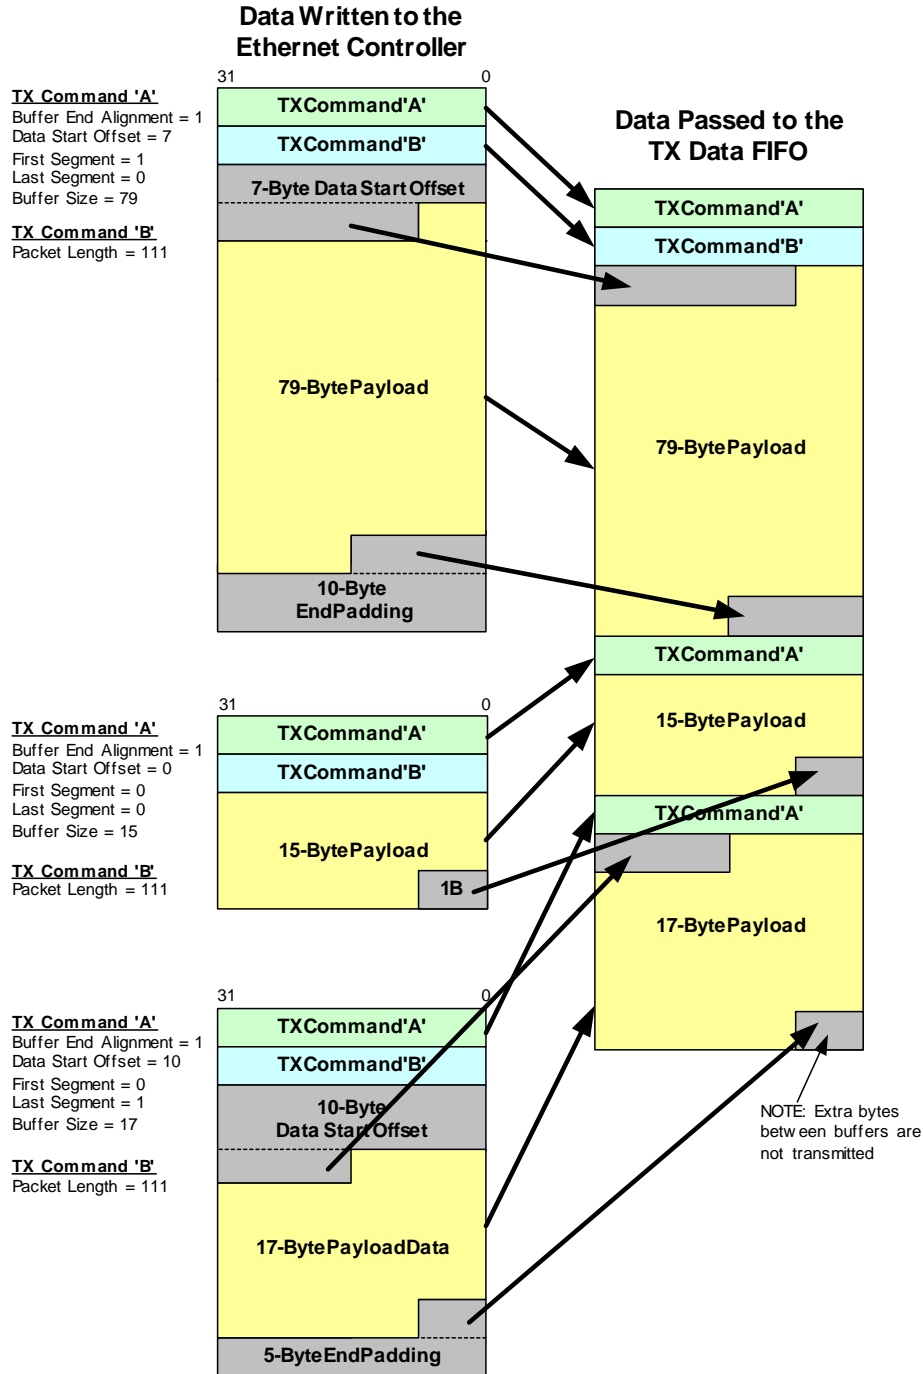 Data Written to the
Ethernet Controller
31 0
TX Command 'A'
Buffer End Alignment = 1
Data Start Offset = 7
First Segment = 1
Last Segment = 0
Buffer Size = 79
TX Command 'B'
Packet Length = 111
TXCommand'A'
TXCommand'B'
7-Byte Data Start Offset
79-BytePayload
10-Byte
EndPadding
Data Passed to the
TX Data FIFO
TXCommand'A'
TXCommand'B'
79-BytePayload
TXCommand'A'
15-BytePayload
TXCommand'A'
17-BytePayload
NOTE: Extra bytes
between buffers are
not transmitted
31 0
TX Command 'A'
Buffer End Alignment = 1
Data Start Offset = 0
First Segment = 0
Last Segment = 0
Buffer Size = 15
TX Command 'B'
Packet Length = 111
TXCommand'A'
TXCommand'B'
15-BytePayload
1B
31 0
TX Command 'A'
Buffer End Alignment = 1
Data Start Offset = 10
First Segment = 0
Last Segment = 1
Buffer Size = 17
TX Command 'B'
Packet Length = 111
TXCommand'A'
TXCommand'B'
10-Byte
Data StartOffset
17-BytePayloadData
5-ByteEndPadding